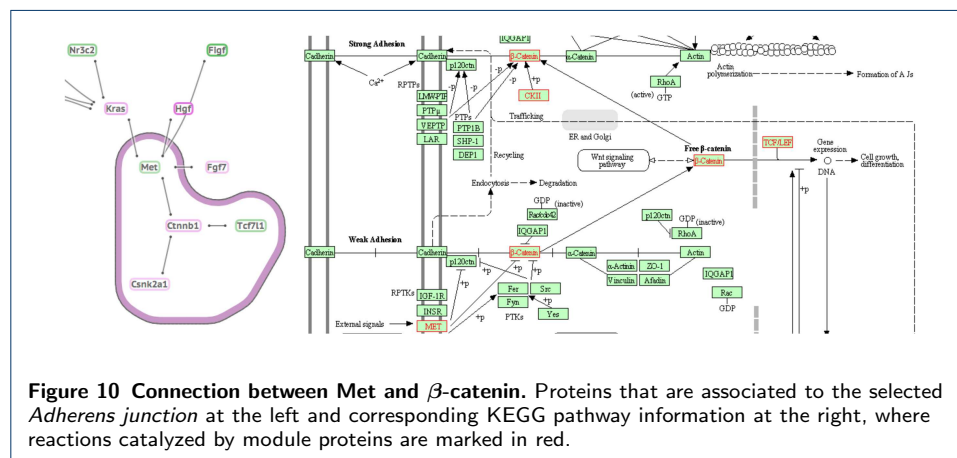 Nr3c2
Figf
Kras
Hgf
Met
Fgf7
Ctnnb1
Tcf7l1
Csnk2a1
IQGAP1
Strong Adhesion
Cadherin
Cadherin
β-Catenin
α-Catenin
Actin
p120ctn
-p
-p
-p
-p
Ca2+
RPTPs
+p
Actin
polymerization
Formation of A Js
RhoA
LMW-PTP
CKII
(active)
GTP
PTPμ
PTPs
VEPTP
PTP1B
Trafficking
LAR
SHP-1
ER and Golgi
DEP1
Free β-catenin
TCF/LEF
Gene
expression
Recycling
Wnt signaling
pathway
β-Catenin
Cell growth,
differentiation
DNA
Endocytosis
Degradation
+p
GDP
(inactive)
Rac/cdc42
p120ctn
GDP
(inactive)
IQGAP1
RhoA
Weak Adhesion
Cadherin
Cadherin
β-Catenin
α-Catenin
Actin
p120ctn
+p
+p
α-Actinin
ZO-1
IQGAP1
RPTKs
Vinculin
Afadin
IGF-1R
Fer
Src
Rac
INSR
Fyn
+p
GDP
External signals
MET
+p
PTKs
Yes
Figure 10 Connection between Met and β-catenin. Proteins that are associated to the selected
Adherens junction at the left and corresponding KEGG pathway information at the right, where
reactions catalyzed by module proteins are marked in red.